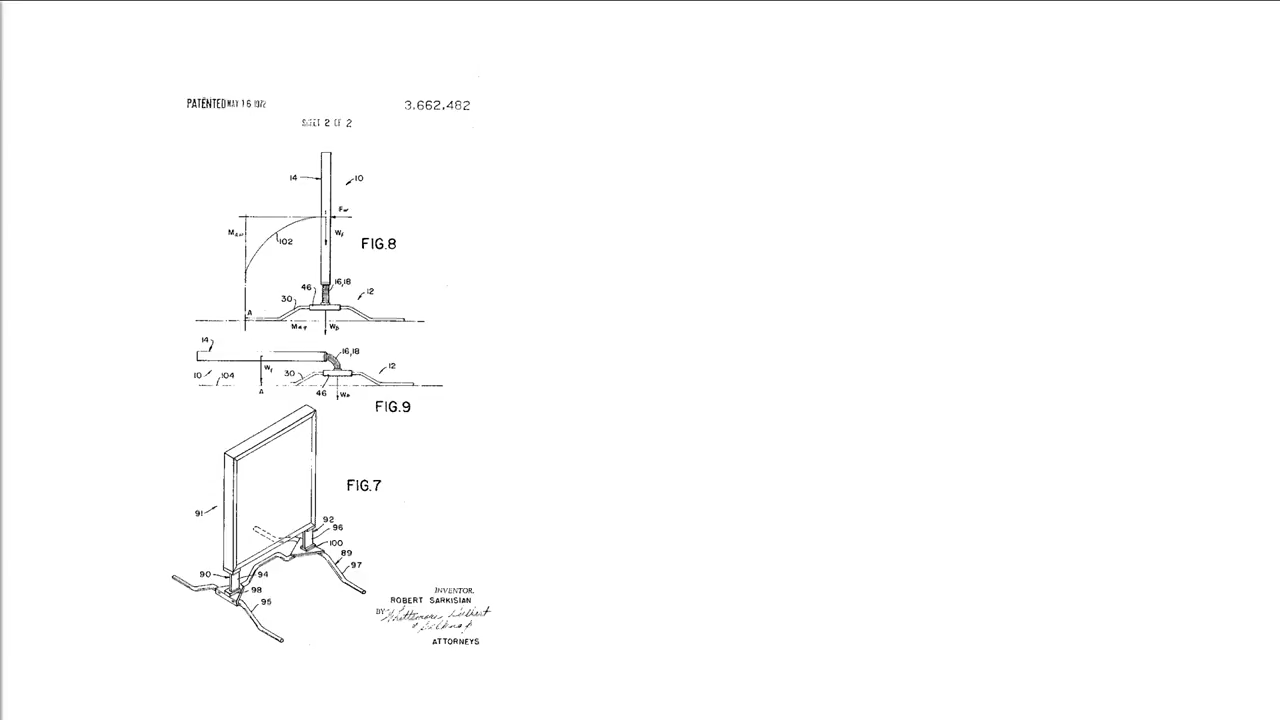 PATENTED MAY 16 1972
3,662,482
SHEET 2 OF 2
14
10
102
FIG.8
46
16,18
30
12
A
14
16,18
10
104
30
12
A
46
FIG.9
FIG.7
91
92
96
100
89
97
90
94
98
95
INVENTOR.
ROBERT SARKISIAN
BY
ATTORNEYS